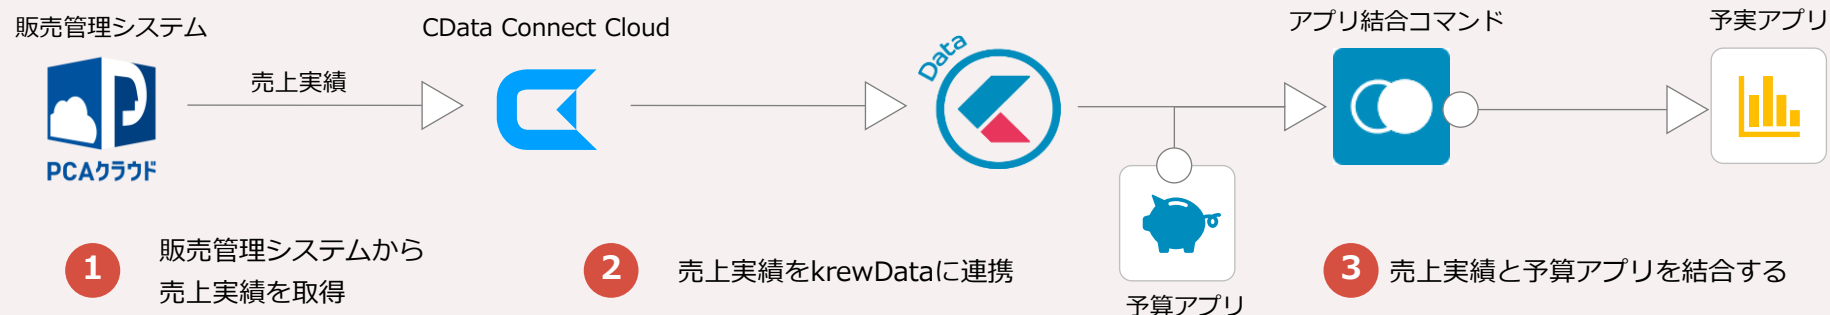 販売管理システム
CData Connect Cloud
アプリ結合コマンド
予実アプリ
売上実績
Data
PCAクラウド
予算アプリ
1
販売管理システムから
売上実績を取得
2
売上実績をkrewDataに連携
3
売上実績と予算アプリを結合する